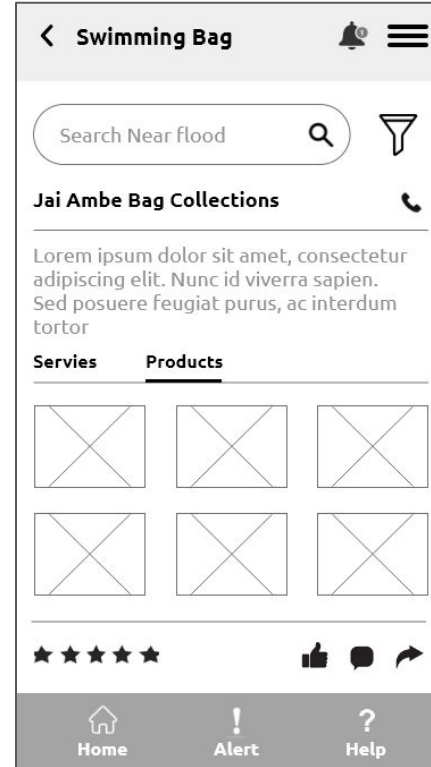 Swimming Bag
Search Near flood
Jai Ambe Bag Collections
Lorem ipsum dolor sit amet, consectetur
adipiscing elit. Nunc id viverra sapien.
Sed posuere feugiat purus, ac interdum
tortor
Servies Products
Home Alert Help